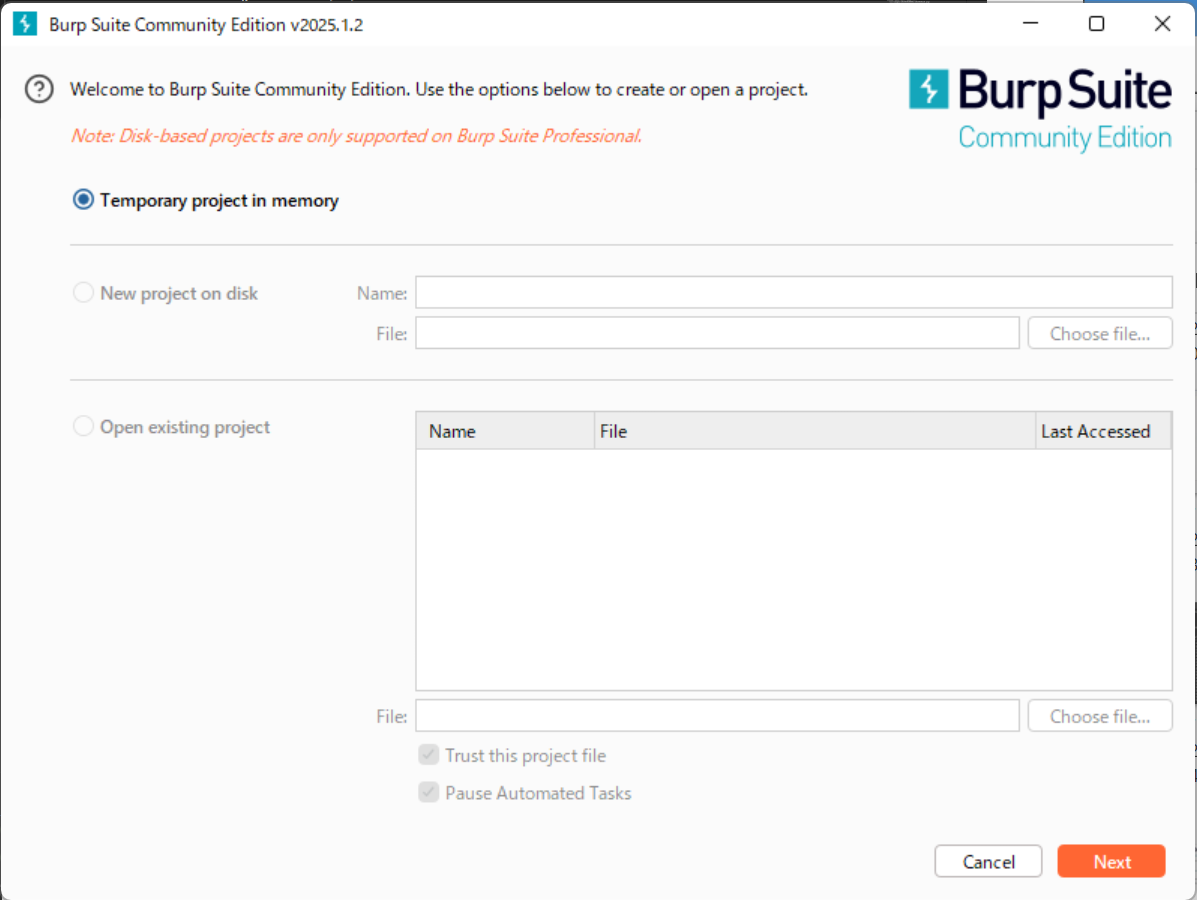 Burp Suite Community Edition v2025.1.2
Welcome to Burp Suite Community Edition. Use the options below to create or open a project.
Burp Suite
Community Edition
Note: Disk-based projects are only supported on Burp Suite Professional.
Temporary project in memory
New project on disk
Name:
File:
Choose file...
Open existing project
Name File Last Accessed
File:
Choose file...
Trust this project file
Pause Automated Tasks
Cancel
Next